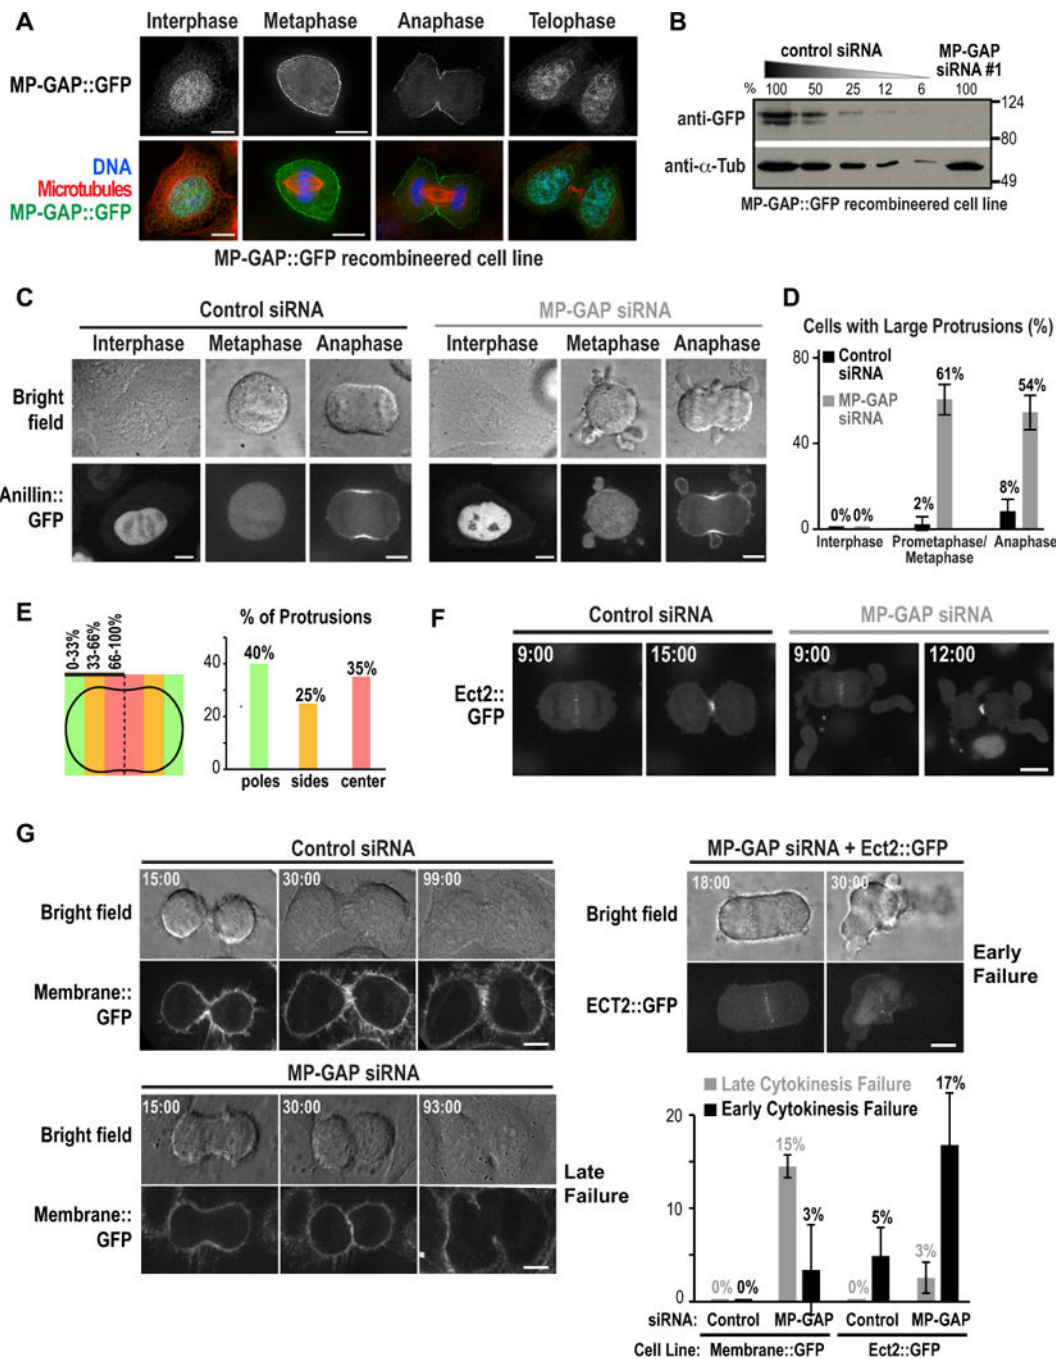 A
Interphase Metaphase Anaphase Telophase
MP-GAP::GFP
DNA
Microtubules
MP-GAP::GFP
MP-GAP::GFP recombineered cell line
B
control siRNA
MP-GAP
siRNA #1
% 100 50 25 12 6 100
anti-GFP
124
80
anti-α-Tub
49
MP-GAP::GFP recombineered cell line
C
Control siRNA
MP-GAP siRNA
Interphase Metaphase Anaphase
Interphase Metaphase Anaphase
Bright
field
Anillin::
GFP
D
Cells with Large Protrusions (%)
80
40
0
Control
siRNA
MP-GAP
siRNA
0% 0%
2%
61%
8%
54%
Interphase
Prometaphase/
Metaphase
Anaphase
E
0-33%
33-66%
66-100%
% of Protrusions
40
20
0
40%
25%
35%
poles sides center
F
Control siRNA
MP-GAP siRNA
9:00 15:00 9:00 12:00
Ect2::
GFP
G
Control siRNA
15:00 30:00 99:00
Bright field
Membrane::
GFP
MP-GAP siRNA
15:00 30:00 93:00
Bright field
Membrane::
GFP
Late
Failure
MP-GAP siRNA + Ect2::GFP
18:00 30:00
Bright field
ECT2::GFP
Early
Failure
Late Cytokinesis Failure
Early Cytokinesis Failure
20
10
0
0% 0%
15%
3%
0%
5%
3%
17%
siRNA: Control MP-GAP Control MP-GAP
Cell Line: Membrane::GFP Ect2::GFP